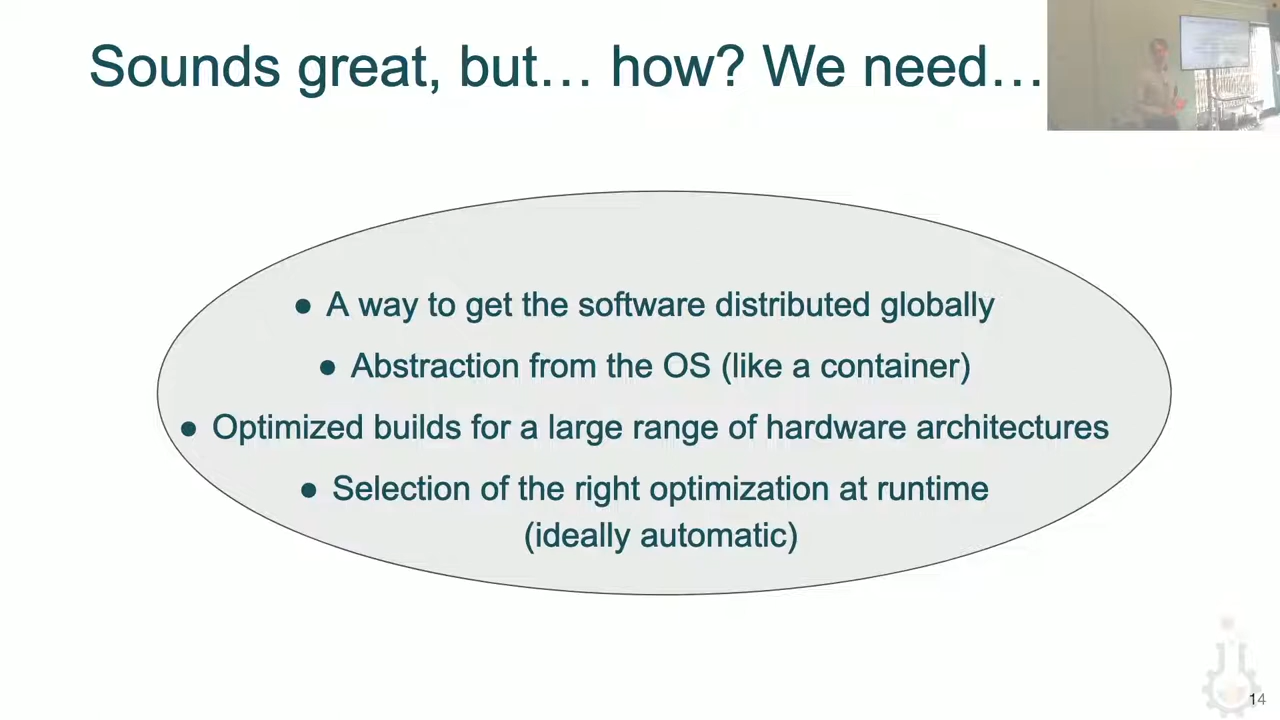 Sounds great, but... how? We need...
● A way to get the software distributed globally
● Abstraction from the OS (like a container)
● Optimized builds for a large range of hardware architectures
● Selection of the right optimization at runtime
(ideally automatic)
14